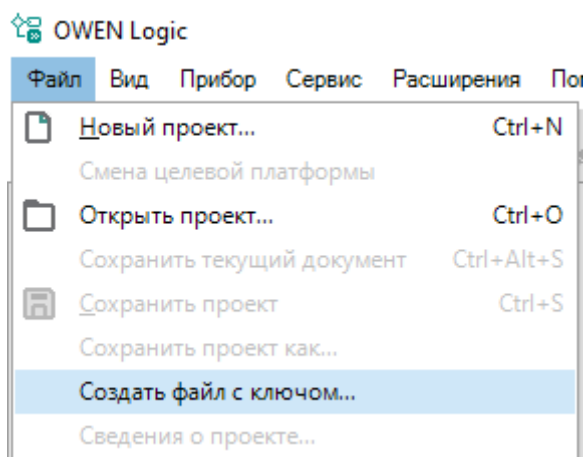 OWEN Logic
Файл Вид Прибор Сервис Расширения
Новый проект... Ctrl+N
Смена целевой платформы
Открыть проект... Ctrl+O
Сохранить текущий документ Ctrl+Alt+S
Сохранить проект Ctrl+S
Сохранить проект как...
Создать файл с ключом...
Сведения о проекте...